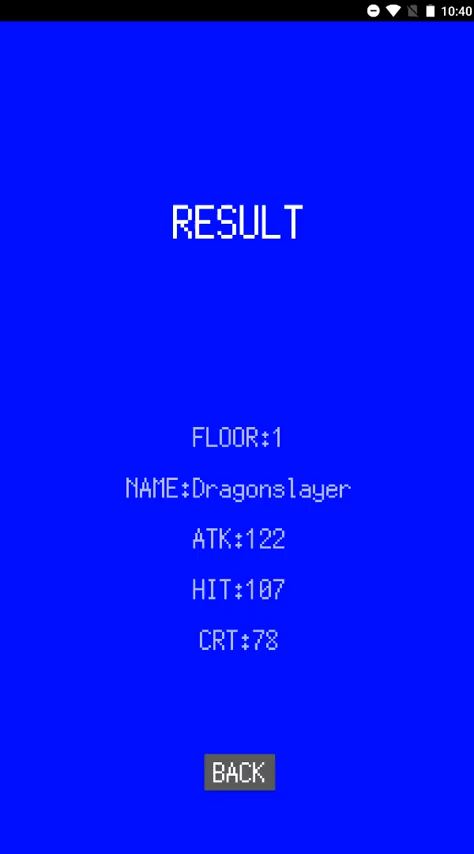 10:40
RESULT
FLOOR:1
NAME:Dragonslayer
ATK:122
HIT:107
CRT:78
BACK